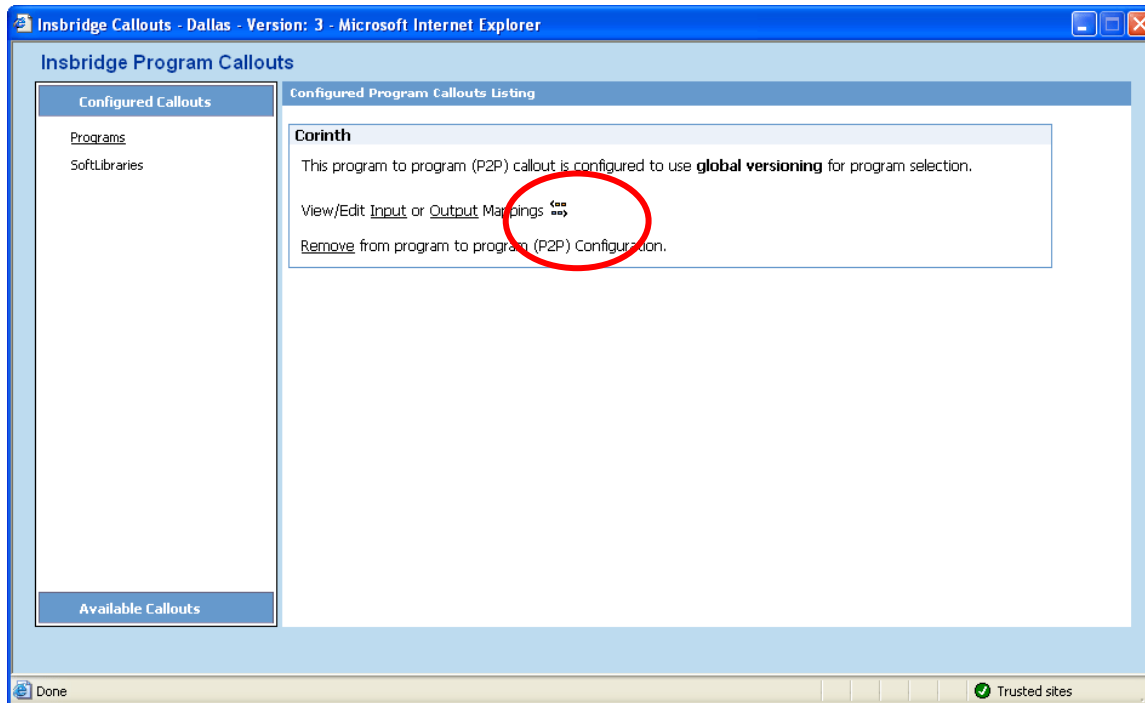 Insbridge Callouts - Dallas - Version: 3 - Microsoft Internet Explorer
Insbridge Program Callouts
Configured Callouts
Programs
SoftLibraries
Available Callouts
Configured Program Callouts Listing
Corinth
This program to program (P2P) callout is configured to use global versioning for program selection.
View/Edit Input or Output Mappings
Remove from program to program (P2P) Configuration.
Done
Trusted sites